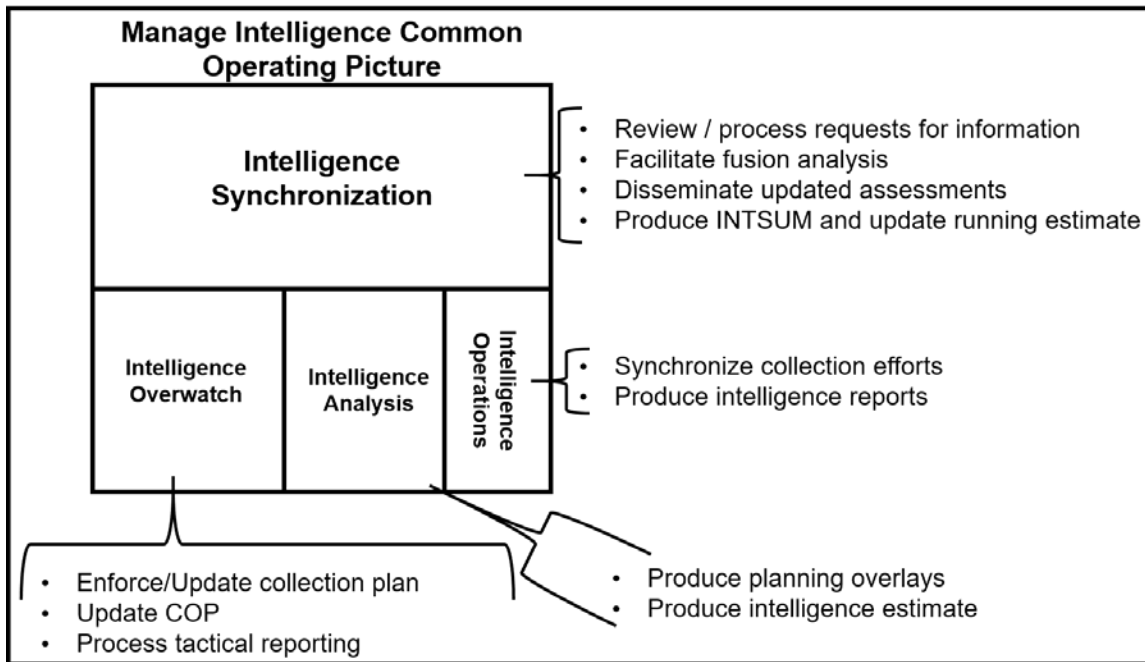 Manage Intelligence Common
Operating Picture
Intelligence
Synchronization
• Review / process requests for information
• Facilitate fusion analysis
• Disseminate updated assessments
• Produce INTSUM and update running estimate
Intelligence
Overwatch
Intelligence
Analysis
Intelligence
Operations
• Synchronize collection efforts
• Produce intelligence reports
• Enforce/Update collection plan
• Update COP
• Process tactical reporting
• Produce planning overlays
• Produce intelligence estimate